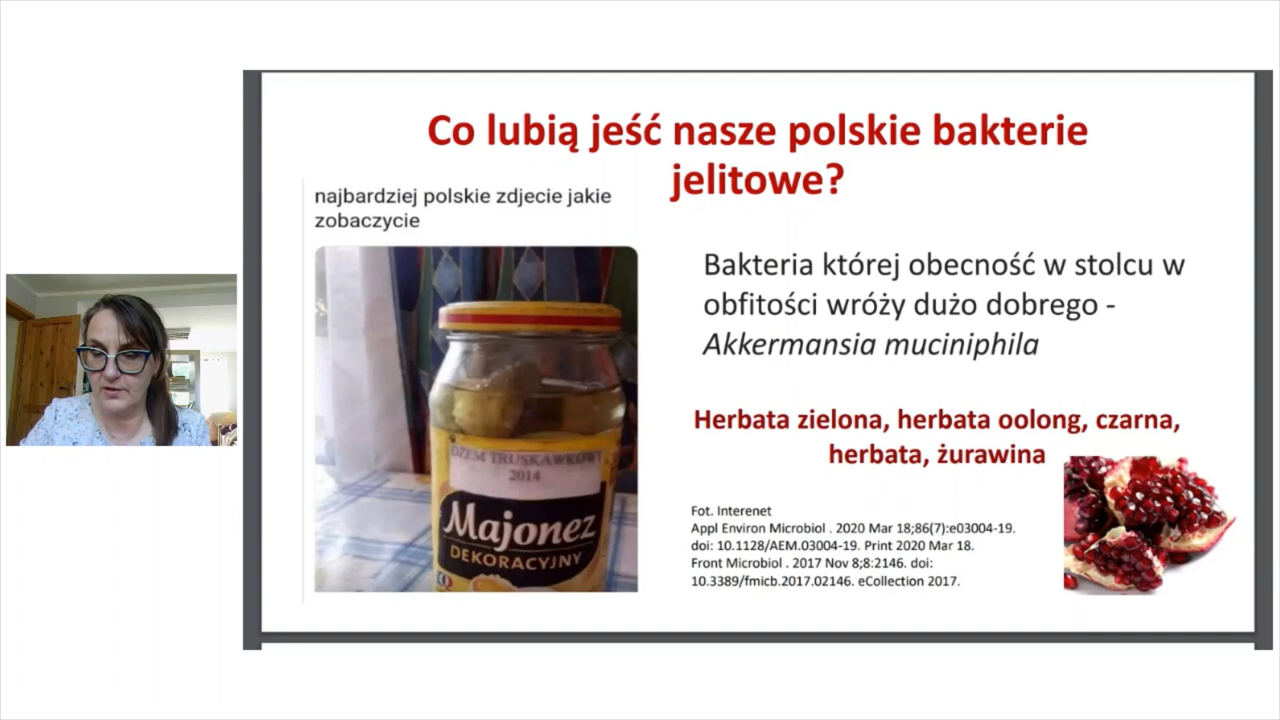 Co lubią jeść nasze polskie bakterie
jelitowe?
najbardziej polskie zdjecie jakie
zobaczycie
DŻEM TRUSKAWKOWY
2014
Majonez
DEKORACYJNY
Bakteria której obecność w stolcu w
obfitości wróży dużo dobrego -
Akkermansia muciniphila
Herbata zielona, herbata oolong, czarna,
herbata, żurawina
Fot. Interenet
Appl Environ Microbiol . 2020 Mar 18;86(7):e03004-19.
doi: 10.1128/AEM.03004-19. Print 2020 Mar 18.
Front Microbiol . 2017 Nov 8;8:2146. doi:
10.3389/fmicb.2017.02146. eCollection 2017.